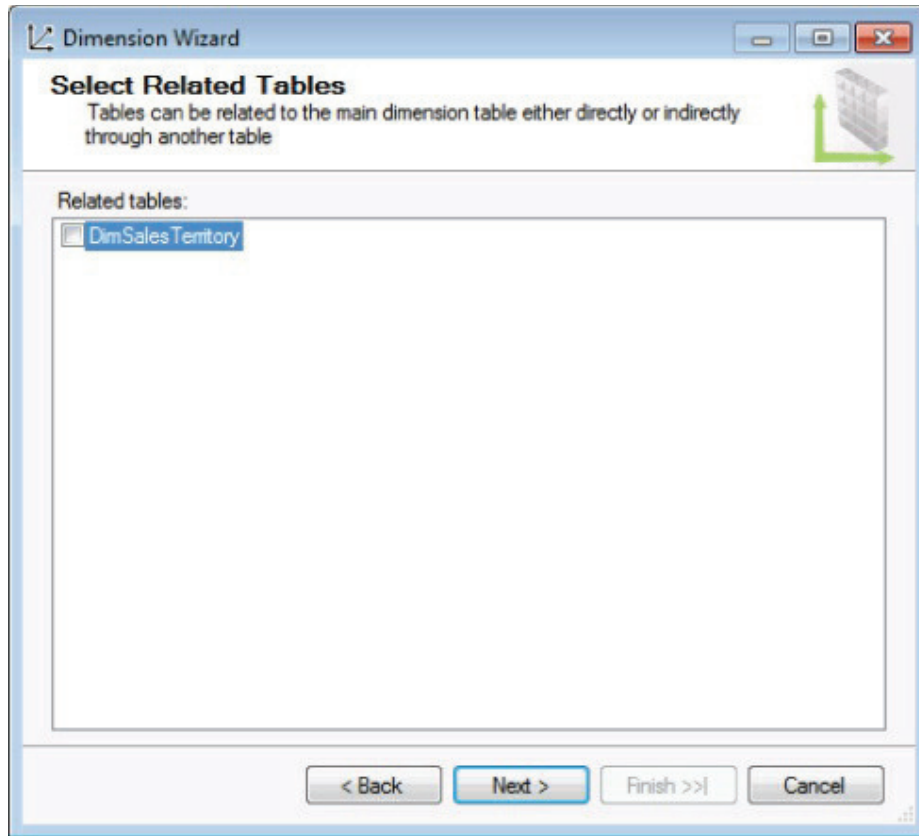 Dimension Wizard
Select Related Tables
Tables can be related to the main dimension table either directly or indirectly
through another table
Related tables:
DimSalesTerritory
< Back
Next >
Finish >>|
Cancel